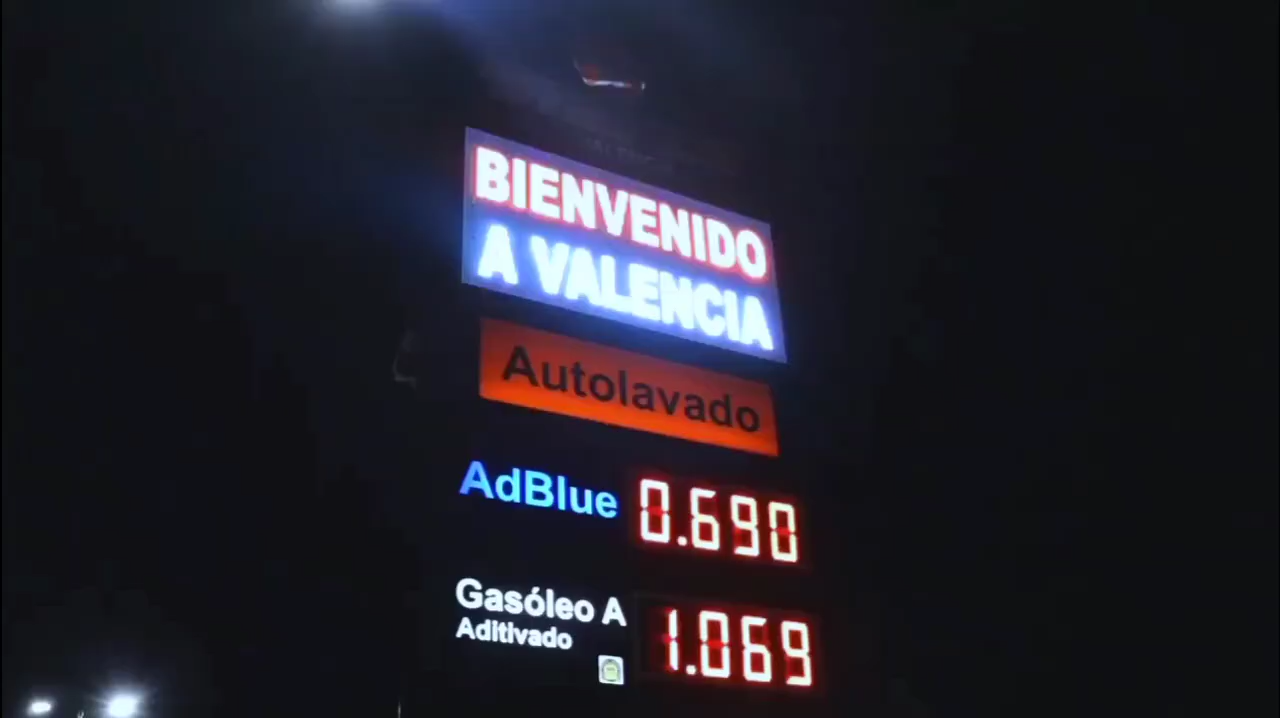 BIENVENIDO
A VALENCIA
Autolavado
AdBlue 0.690
Gasóleo A 1.069
Aditivado